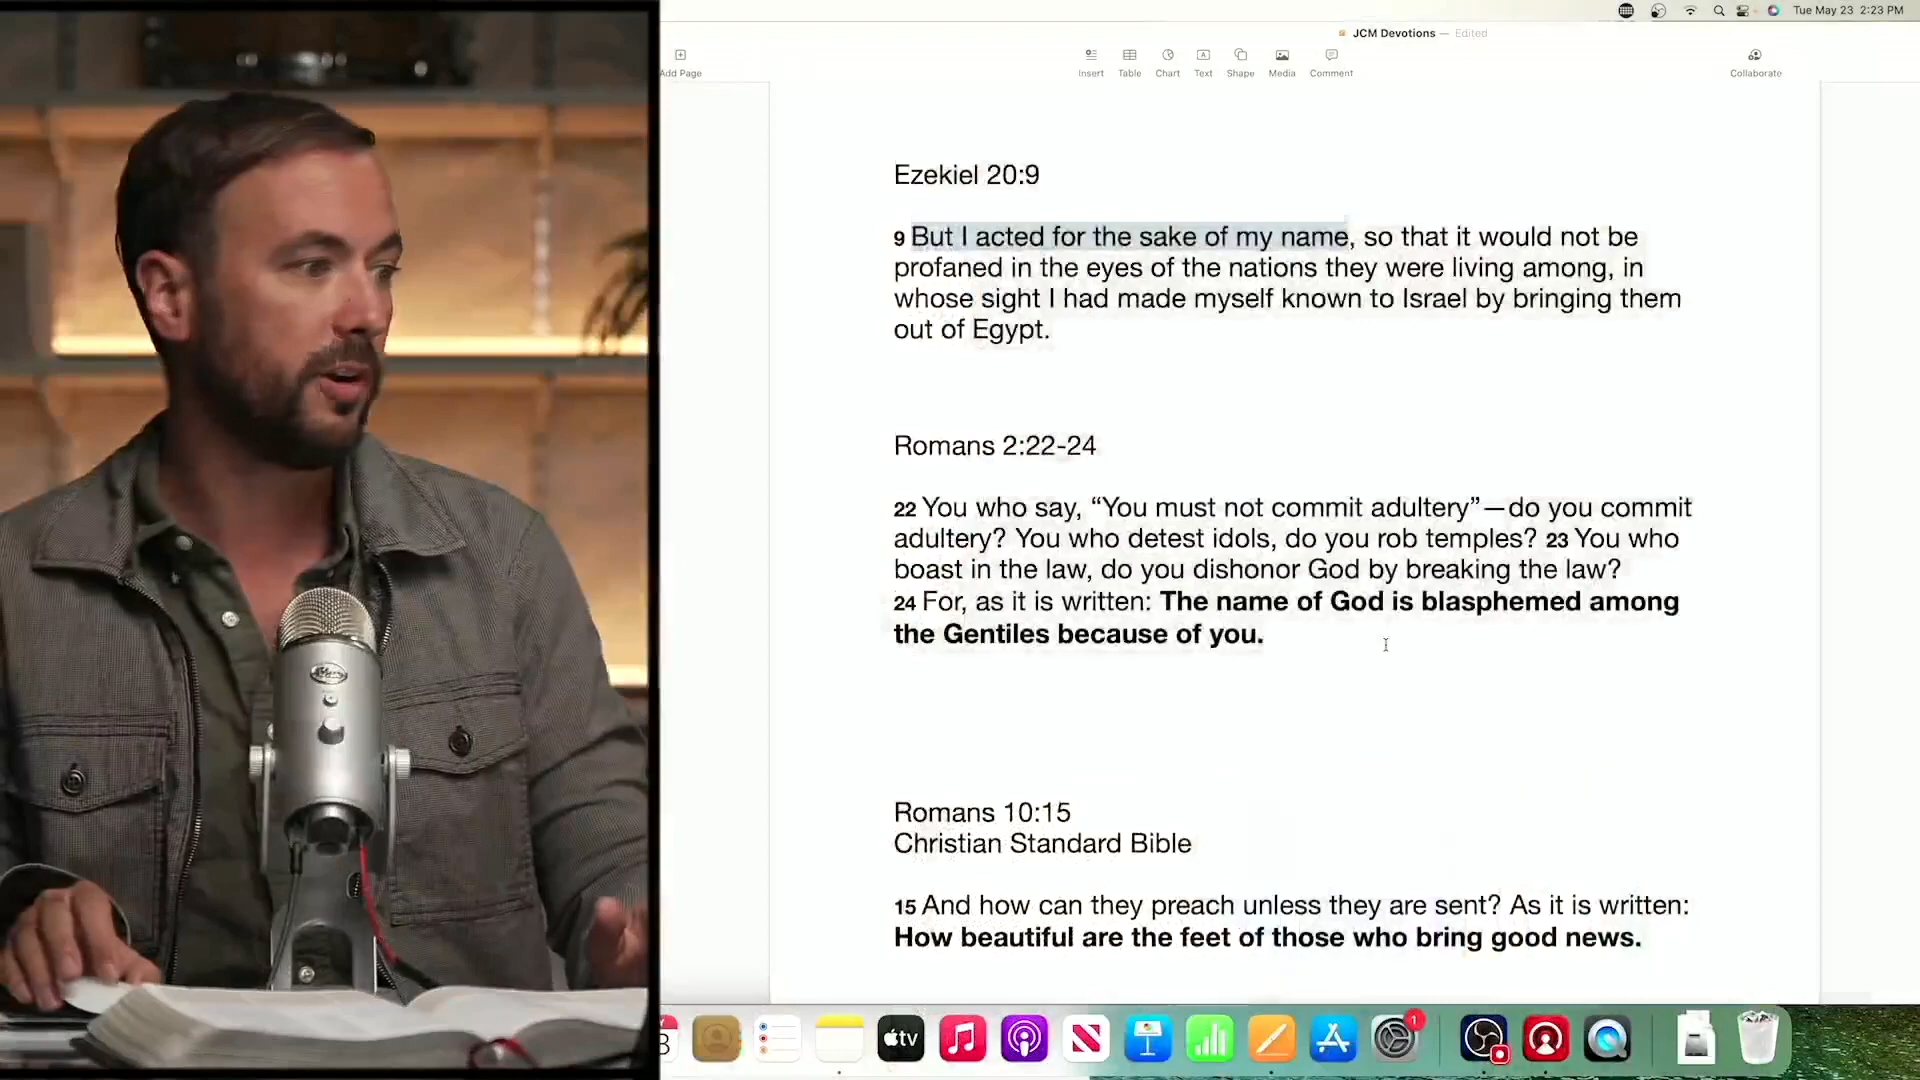 Tue May 23 2:23 PM
JCM Devotions — Edited
Add Page
Insert
Table
Chart
Text
Shape
Media
Comment
Collaborate
Ezekiel 20:9
9 But I acted for the sake of my name, so that it would not be
profaned in the eyes of the nations they were living among, in
whose sight I had made myself known to Israel by bringing them
out of Egypt.
Romans 2:22-24
22 You who say, “You must not commit adultery”—do you commit
adultery? You who detest idols, do you rob temples? 23 You who
boast in the law, do you dishonor God by breaking the law?
24 For, as it is written: The name of God is blasphemed among
the Gentiles because of you.
Romans 10:15
Christian Standard Bible
15 And how can they preach unless they are sent? As it is written:
How beautiful are the feet of those who bring good news.
tv
1